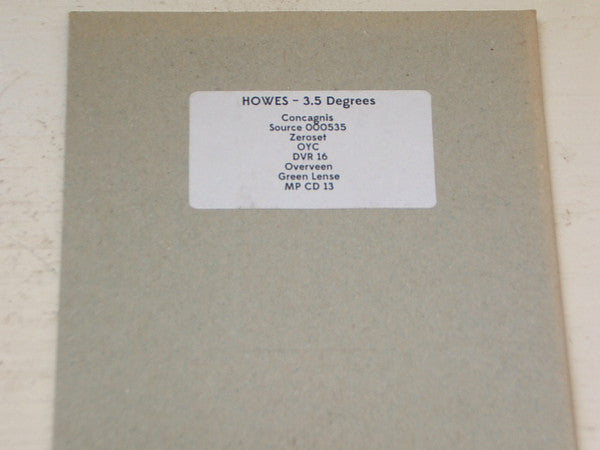 HOWES - 3.5 Degrees
Concagnis
Source 000535
Zeroset
OYC
DVR 16
Overveen
Green Lense
MP CD 13